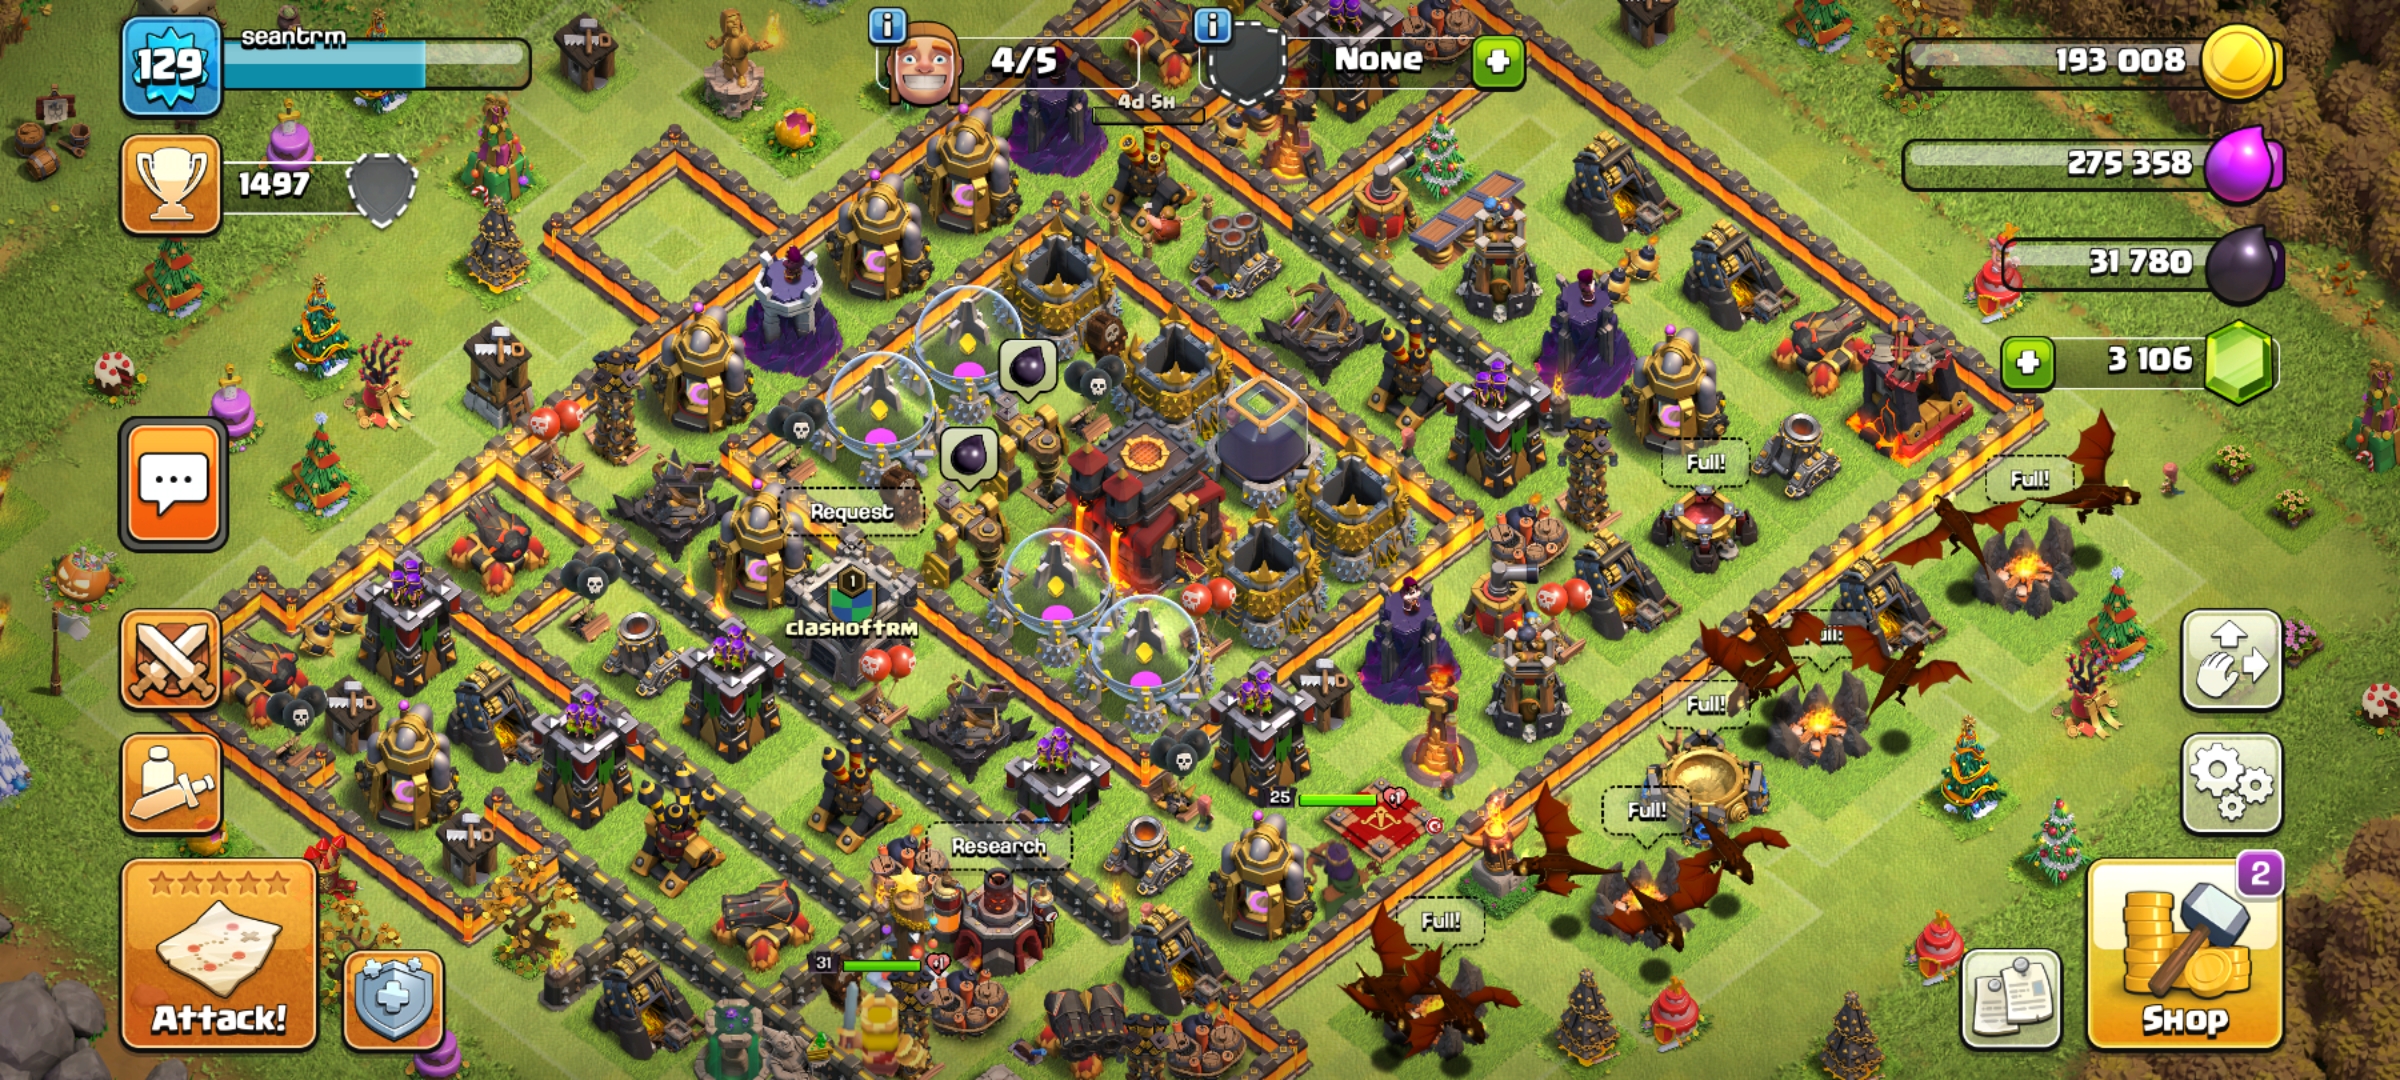 129
seantrm
4/5
4d 5H
None
193 008
1497
275 358
31 780
3 106
Full!
Full!
Request
1
clashofTRM
Full!
25
Full!
Research
Full!
31
Attack!
2
Shop